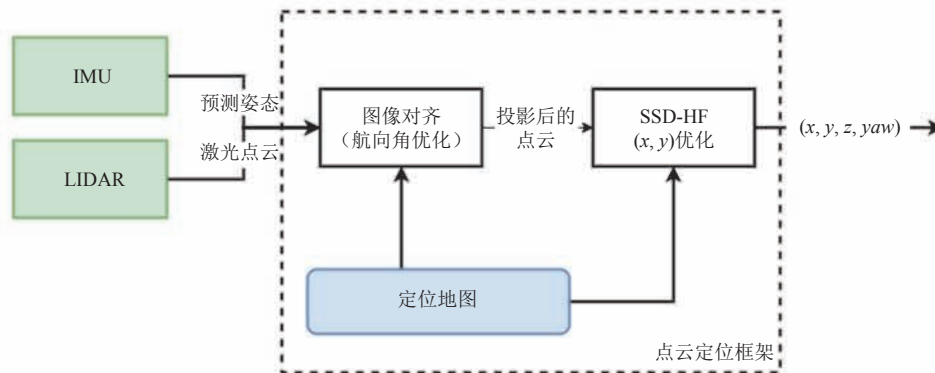 IMU
预测姿态
激光点云
LIDAR
图像对齐
（航向角优化）
投影后的
点云
SSD-HF
(x, y)优化
(x, y, z, yaw)
定位地图
点云定位框架